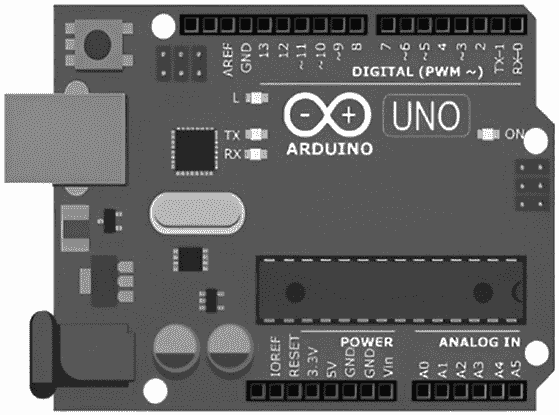 AREF
GND
13
12
~11
~10
~9
8
7
~6
~5
4
~3
2
TX-1
RX-0
DIGITAL (PWM ~)
L
TX
RX
- +
UNO
ARDUINO
ON
POWER
ANALOG IN
IOREF
RESET
3.3V
5V
GND
GND
Vin
A0
A1
A2
A3
A4
A5